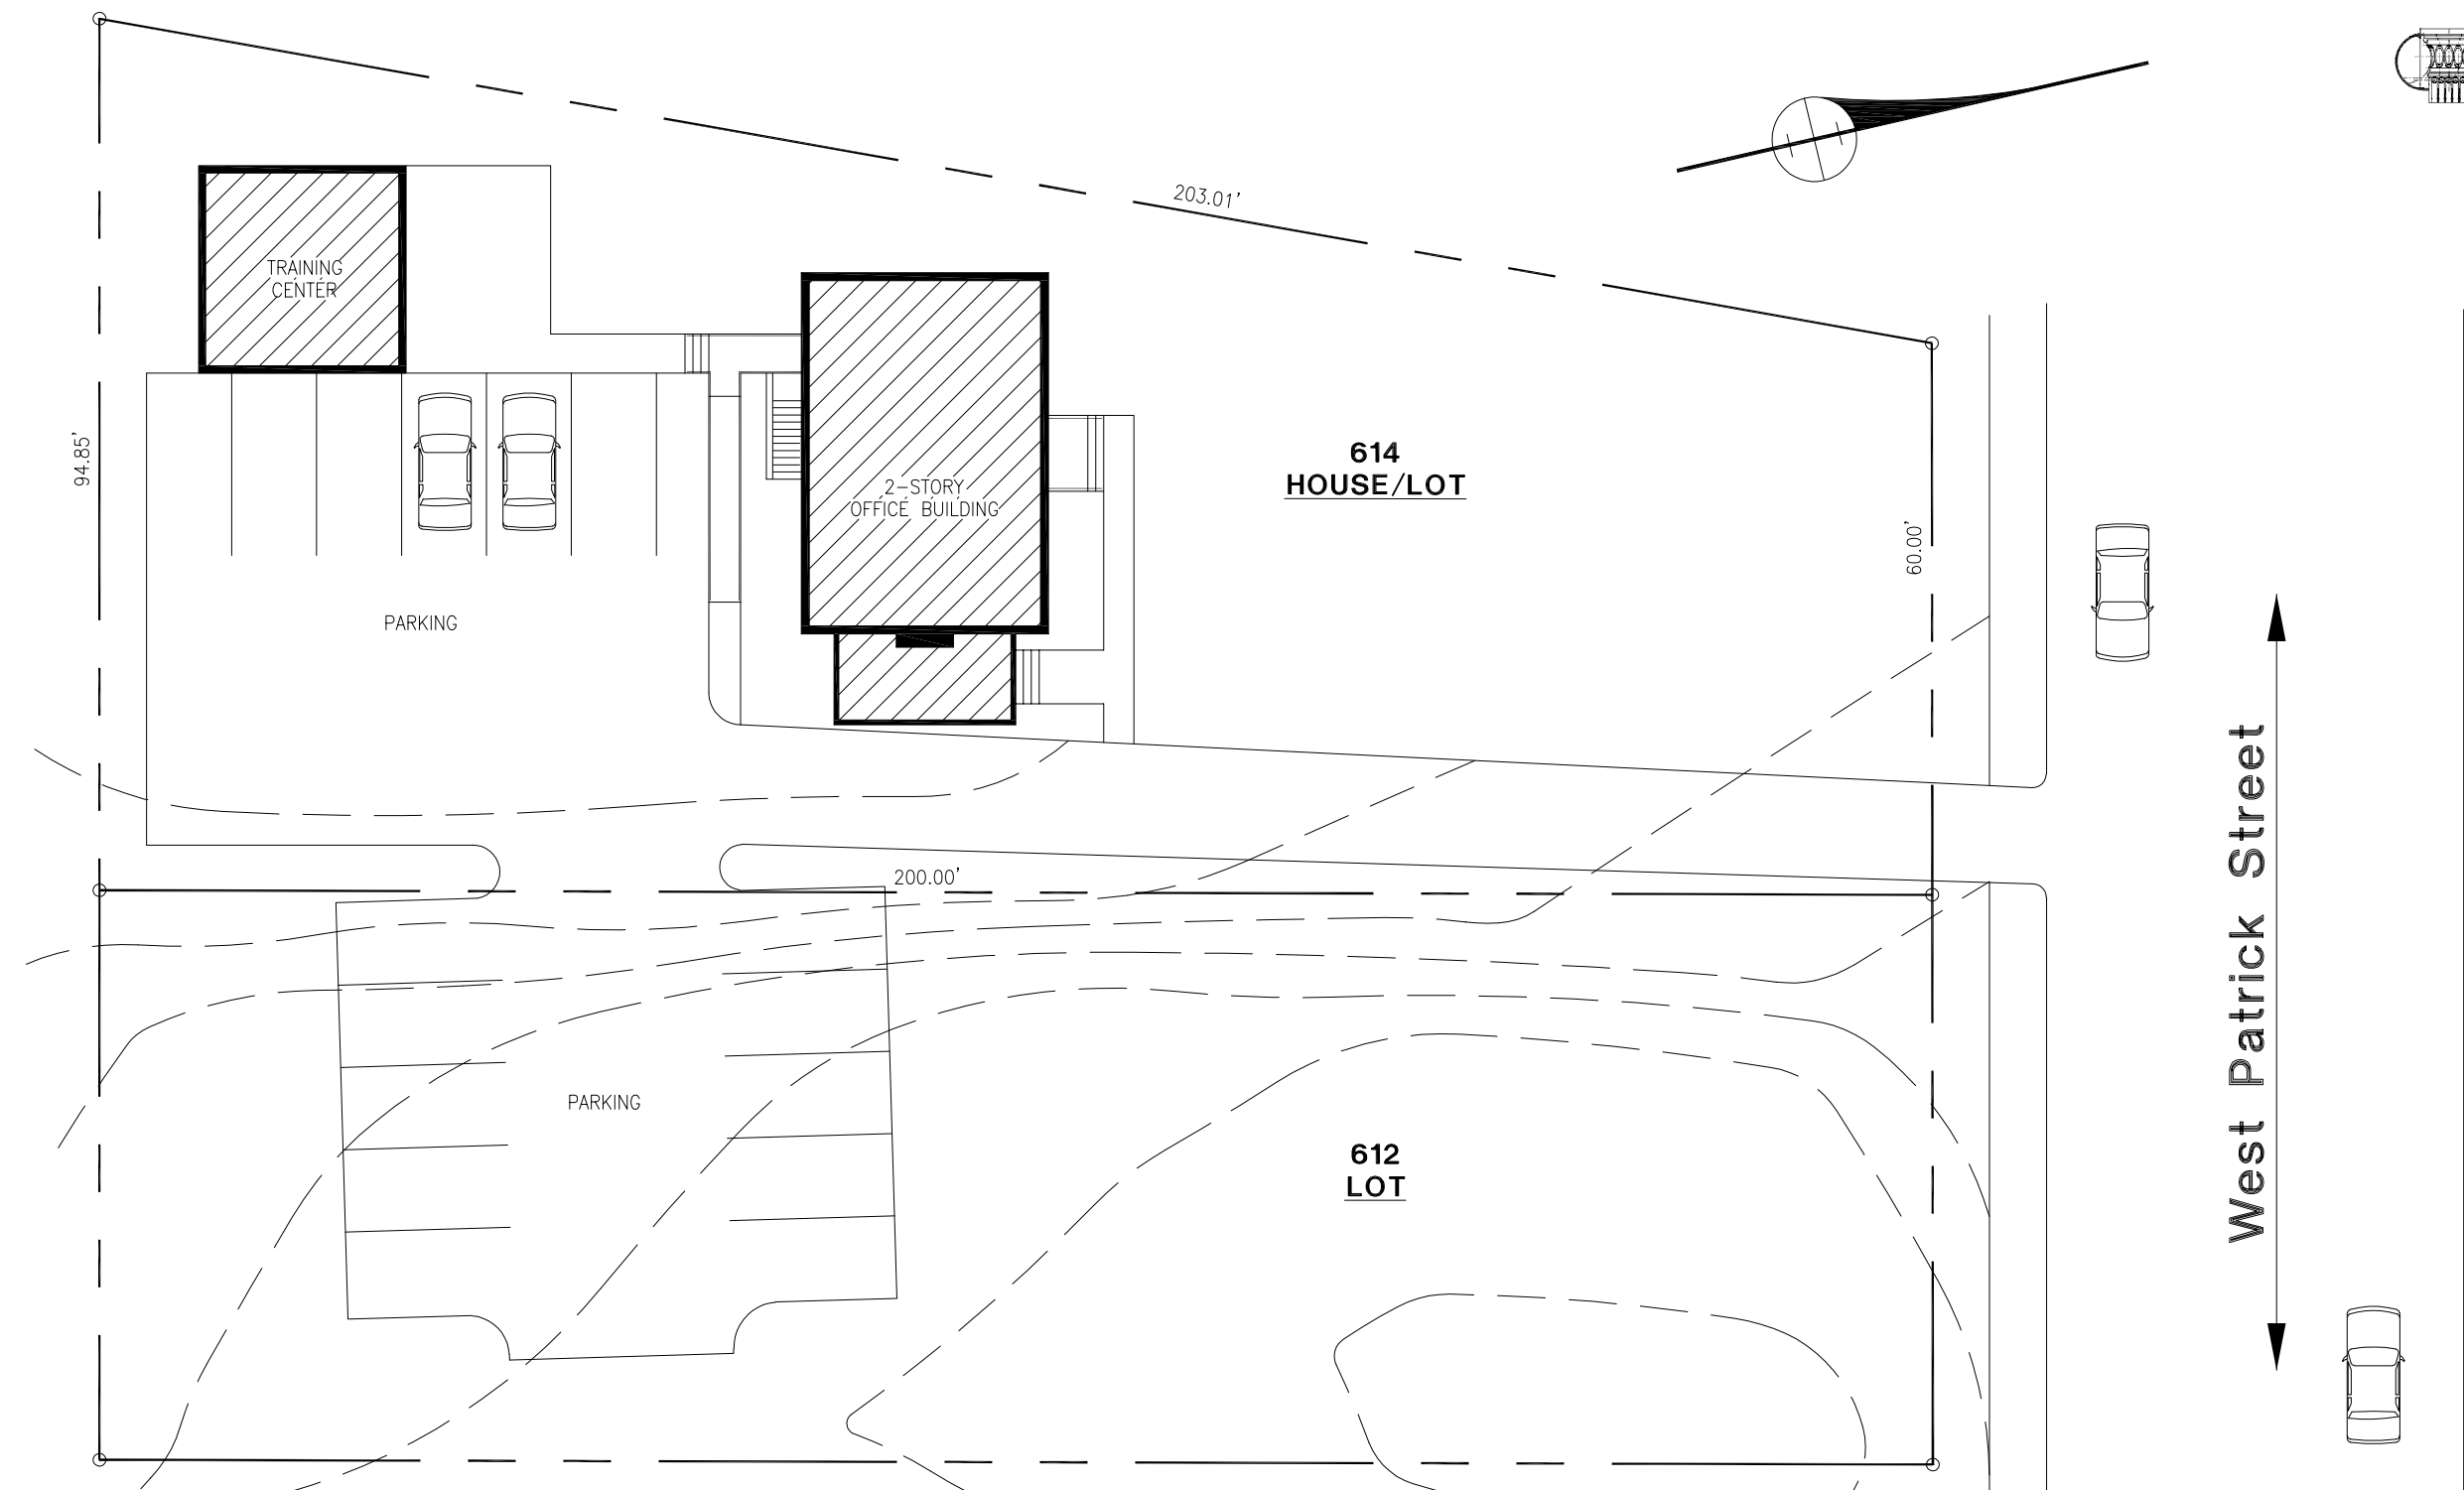 203.01'
TRAINING
CENTER
94.85'
614
HOUSE/LOT
2-STORY
OFFICE BUILDING
60.00'
PARKING
200.00'
West Patrick Street
PARKING
612
LOT